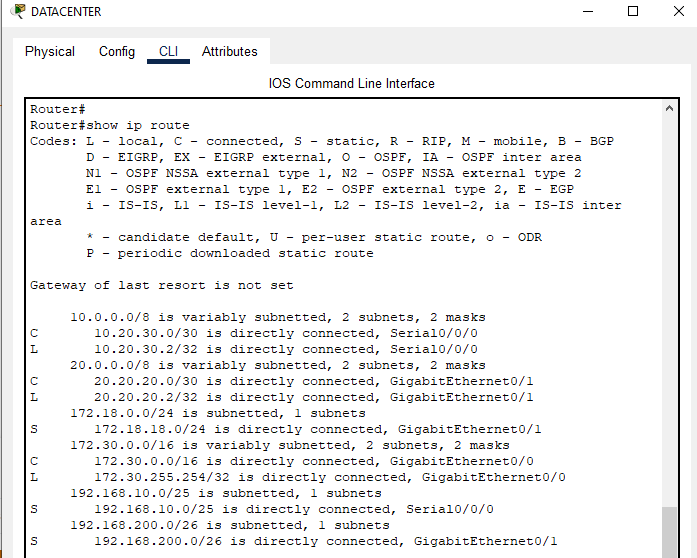 DATACENTER
Physical Config CLI Attributes
IOS Command Line Interface
Router#
Router#show ip route
Codes: L - local, C - connected, S - static, R - RIP, M - mobile, B - BGP
D - EIGRP, EX - EIGRP external, O - OSPF, IA - OSPF inter area
N1 - OSPF NSSA external type 1, N2 - OSPF NSSA external type 2
E1 - OSPF external type 1, E2 - OSPF external type 2, E - EGP
i - IS-IS, L1 - IS-IS level-1, L2 - IS-IS level-2, ia - IS-IS inter
area
* - candidate default, U - per-user static route, o - ODR
P - periodic downloaded static route
Gateway of last resort is not set
10.0.0.0/8 is variably subnetted, 2 subnets, 2 masks
C 10.20.30.0/30 is directly connected, Serial0/0/0
L 10.20.30.2/32 is directly connected, Serial0/0/0
20.0.0.0/8 is variably subnetted, 2 subnets, 2 masks
C 20.20.20.0/30 is directly connected, GigabitEthernet0/1
L 20.20.20.2/32 is directly connected, GigabitEthernet0/1
172.18.0.0/24 is subnetted, 1 subnets
S 172.18.18.0/24 is directly connected, GigabitEthernet0/1
172.30.0.0/16 is variably subnetted, 2 subnets, 2 masks
C 172.30.0.0/16 is directly connected, GigabitEthernet0/0
L 172.30.255.254/32 is directly connected, GigabitEthernet0/0
192.168.10.0/25 is subnetted, 1 subnets
S 192.168.10.0/25 is directly connected, Serial0/0/0
192.168.200.0/26 is subnetted, 1 subnets
S 192.168.200.0/26 is directly connected, GigabitEthernet0/1